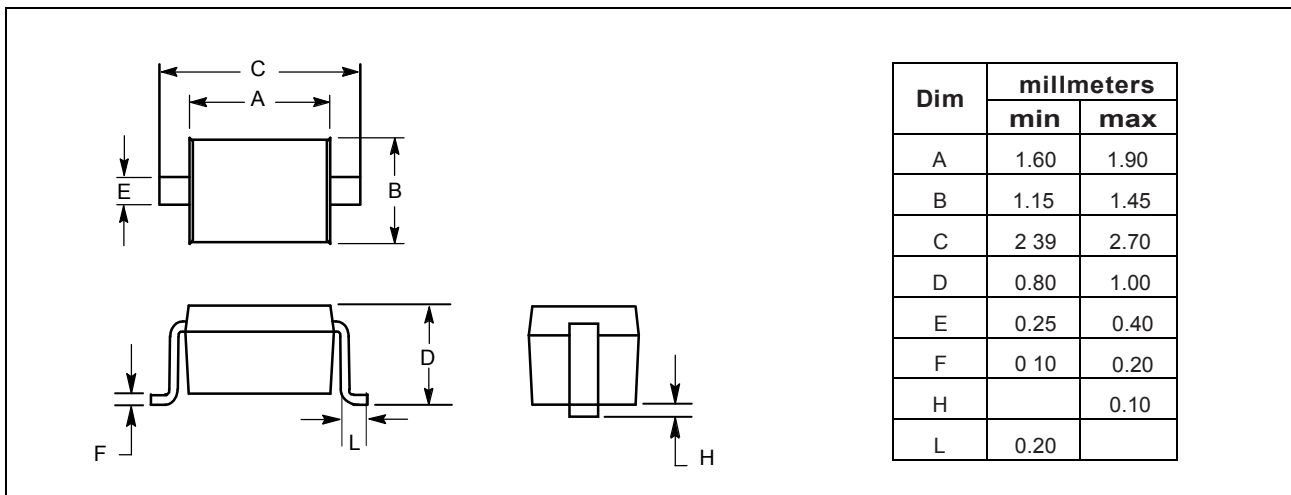 C
A
E
B
D
F
L
H
Dim millmeters
min max
A 1.60 1.90
B 1.15 1.45
C 2 39 2.70
D 0.80 1.00
E 0.25 0.40
F 0 10 0.20
H 0.10
L 0.20